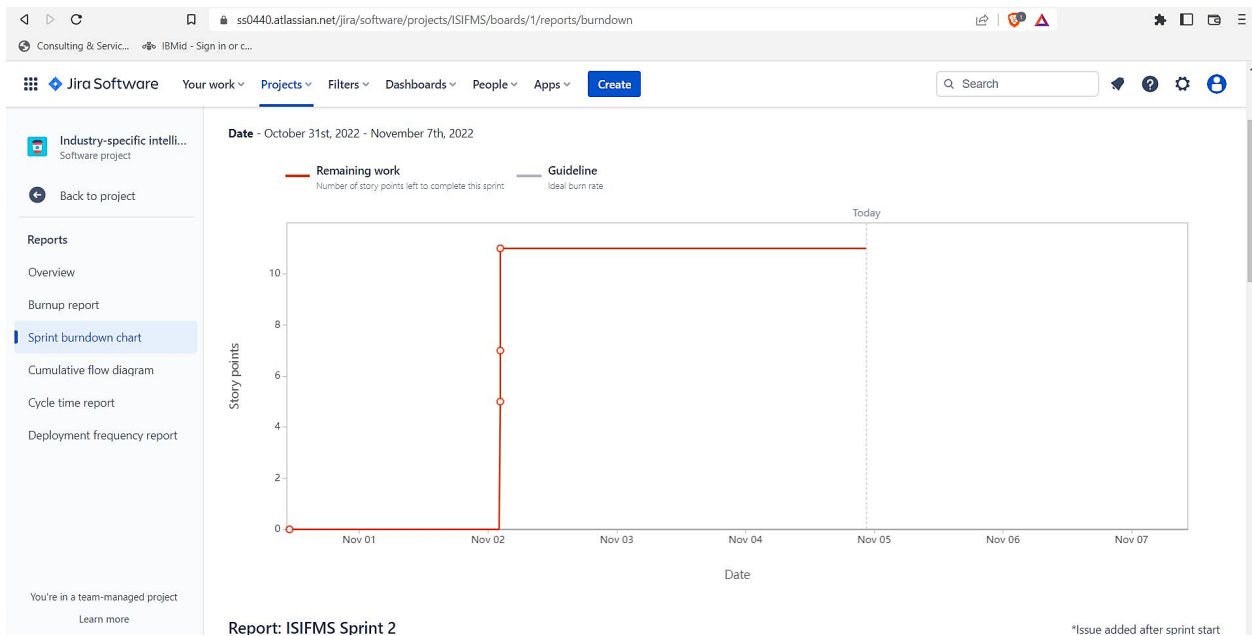 ss0440.atlassian.net/jira/software/projects/ISIFMS/boards/1/reports/burndown
Consulting & Servic... IBMid - Sign in or c...
Jira Software Your work Projects Filters Dashboards People Apps Create Search
Industry-specific intelli...
Software project
Back to project
Reports
Overview
Burnup report
Sprint burndown chart
Cumulative flow diagram
Cycle time report
Deployment frequency report
You're in a team-managed project
Learn more
Date - October 31st, 2022 - November 7th, 2022
Remaining work
Number of story points left to complete this sprint
Guideline
Ideal burn rate
Today
Story points
10
8
6
4
2
0
Nov 01 Nov 02 Nov 03 Nov 04 Nov 05 Nov 06 Nov 07
Date
Report: ISIFMS Sprint 2
*Issue added after sprint start